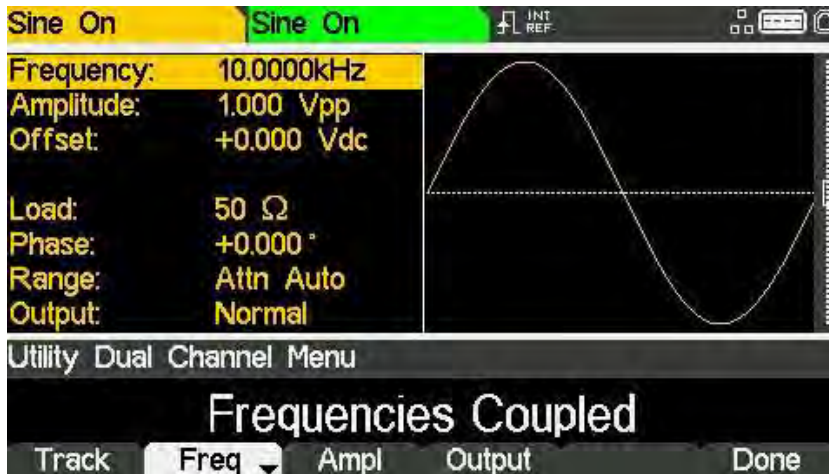 Sine On Sine On INT REF
Frequency: 10.0000kHz
Amplitude: 1.000 Vpp
Offset: +0.000 Vdc
Load: 50 Ω
Phase: +0.000°
Range: Attn Auto
Output: Normal
Utility Dual Channel Menu
Frequencies Coupled
Track Freq Ampl Output Done